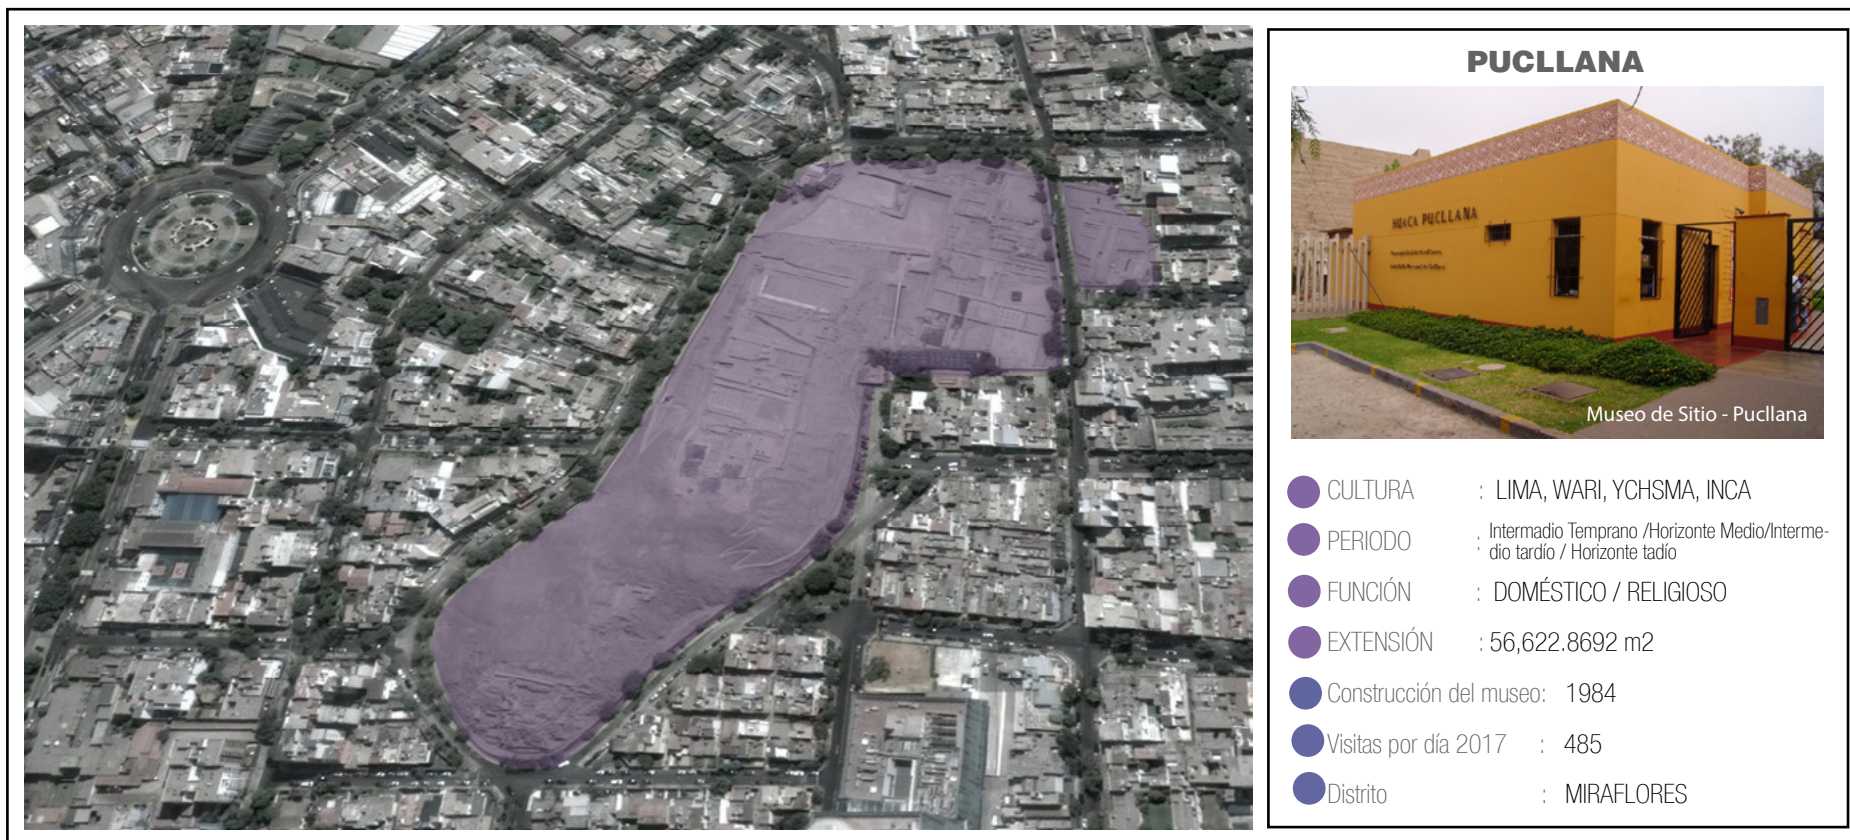 PUCLLANA
HUACA PUCLLANA
Museo de Sitio - Pucllana
CULTURA : LIMA, WARI, YCHSMA, INCA
PERIODO : Intermadio Temprano /Horizonte Medio/Interme-
dio tardío / Horizonte tadío
FUNCIÓN : DOMÉSTICO / RELIGIOSO
EXTENSIÓN : 56,622.8692 m2
Construcción del museo: 1984
Visitas por día 2017 : 485
Distrito : MIRAFLORES